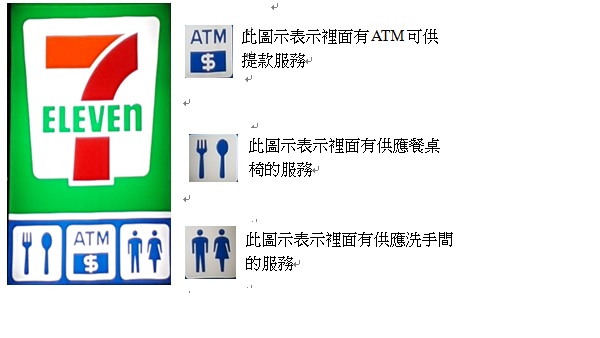 7
ELEVEn
ATM
$
ATM
$
此圖示表示裡面有ATM可供
提款服務
此圖示表示裡面有供應餐桌
椅的服務
此圖示表示裡面有供應洗手間
的服務